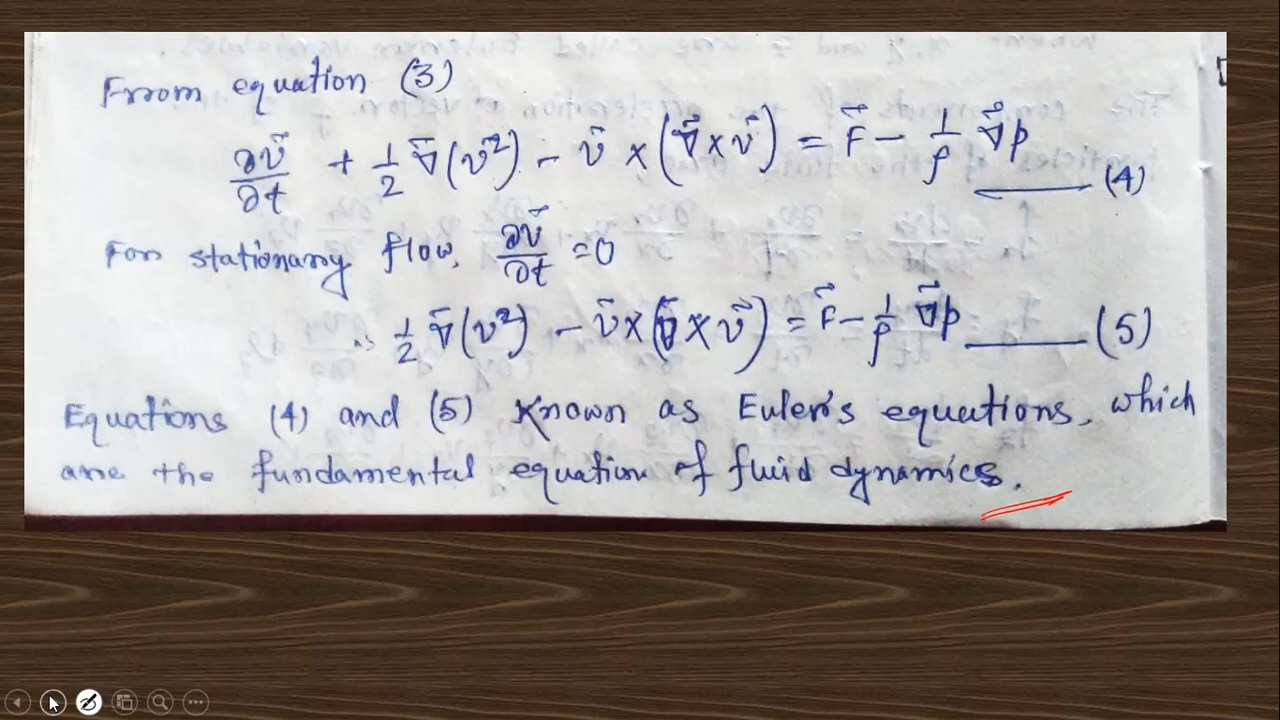 From equation (3)
∂v⃗/∂t + 1/2 ∇⃗(v²) - v⃗ × (∇⃗ × v⃗) = F⃗ - 1/ρ ∇⃗p
(4)
For stationary flow, ∂v⃗/∂t = 0
∴ 1/2 ∇⃗(v²) - v⃗ × (∇⃗ × v⃗) = F⃗ - 1/ρ ∇⃗p (5)
Equations (4) and (5) Known as Euler's equations, which
are the fundamental equation of fluid dynamics.